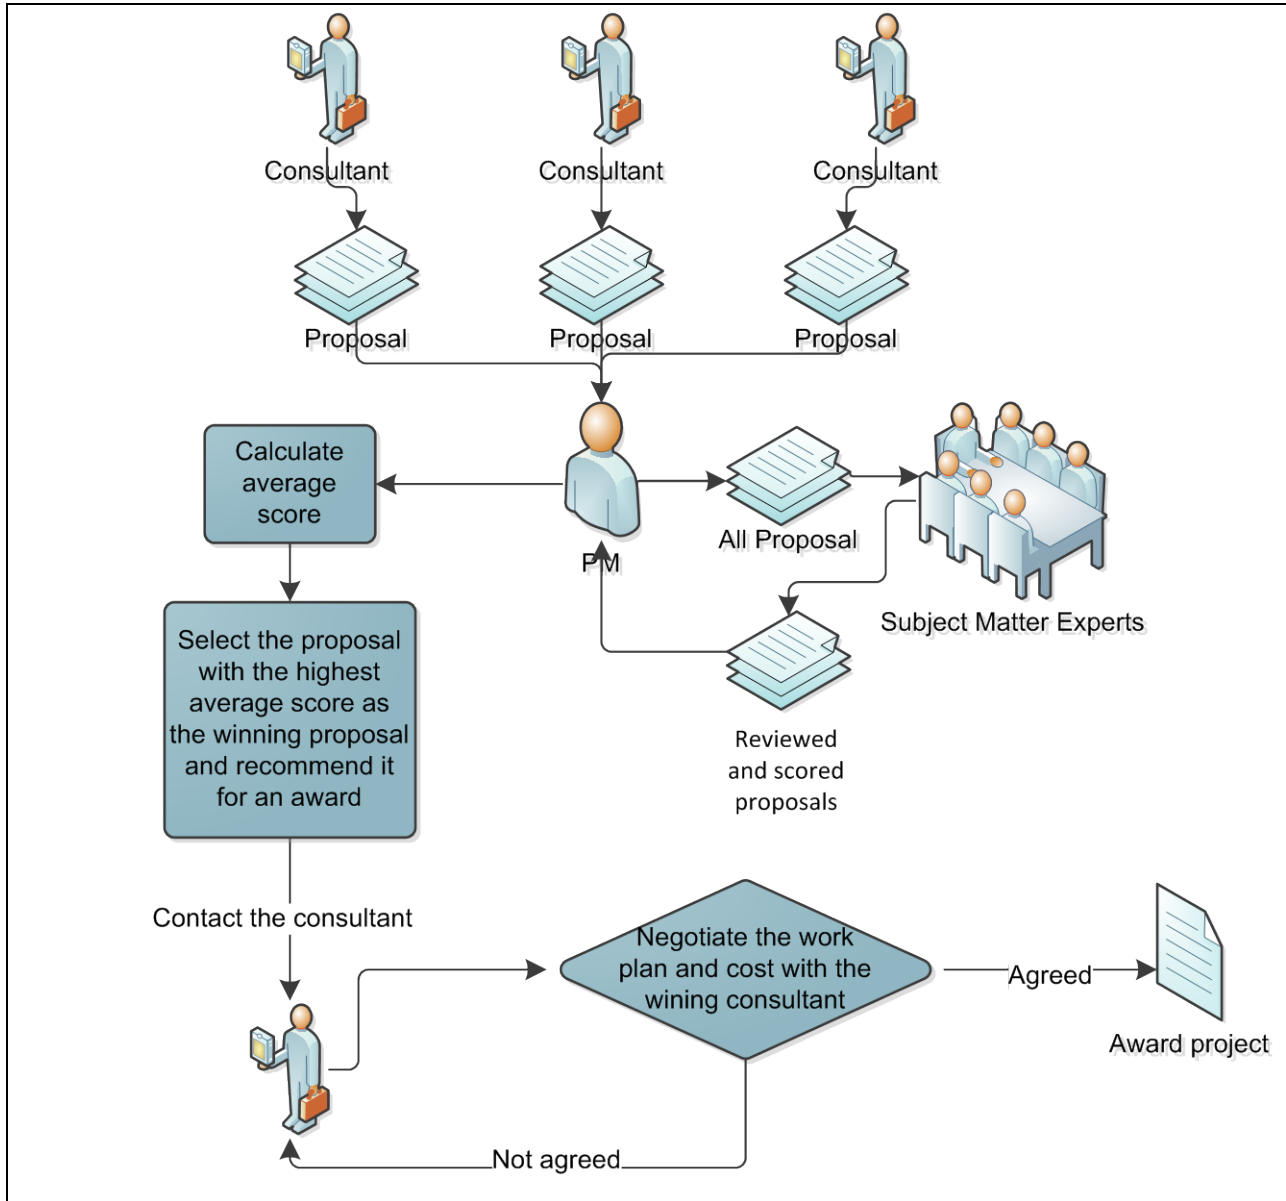 Consultant
Consultant
Consultant
Proposal
Proposal
Proposal
Calculate
average
score
PM
All Proposal
Subject Matter Experts
Select the proposal
with the highest
average score as
the winning proposal
and recommend it
for an award
Reviewed
and scored
proposals
Contact the consultant
Negotiate the work
plan and cost with the
wining consultant
Agreed
Award project
Not agreed